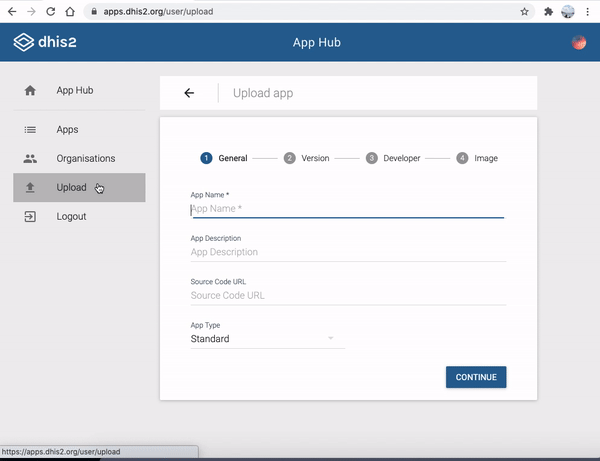 apps.dhis2.org/user/upload
dhis2
App Hub
App Hub
Apps
Organisations
Upload
Logout
Upload app
1 General
2 Version
3 Developer
4 Image
App Name *
App Name *
App Description
App Description
Source Code URL
Source Code URL
App Type
Standard
CONTINUE
https://apps.dhis2.org/user/upload